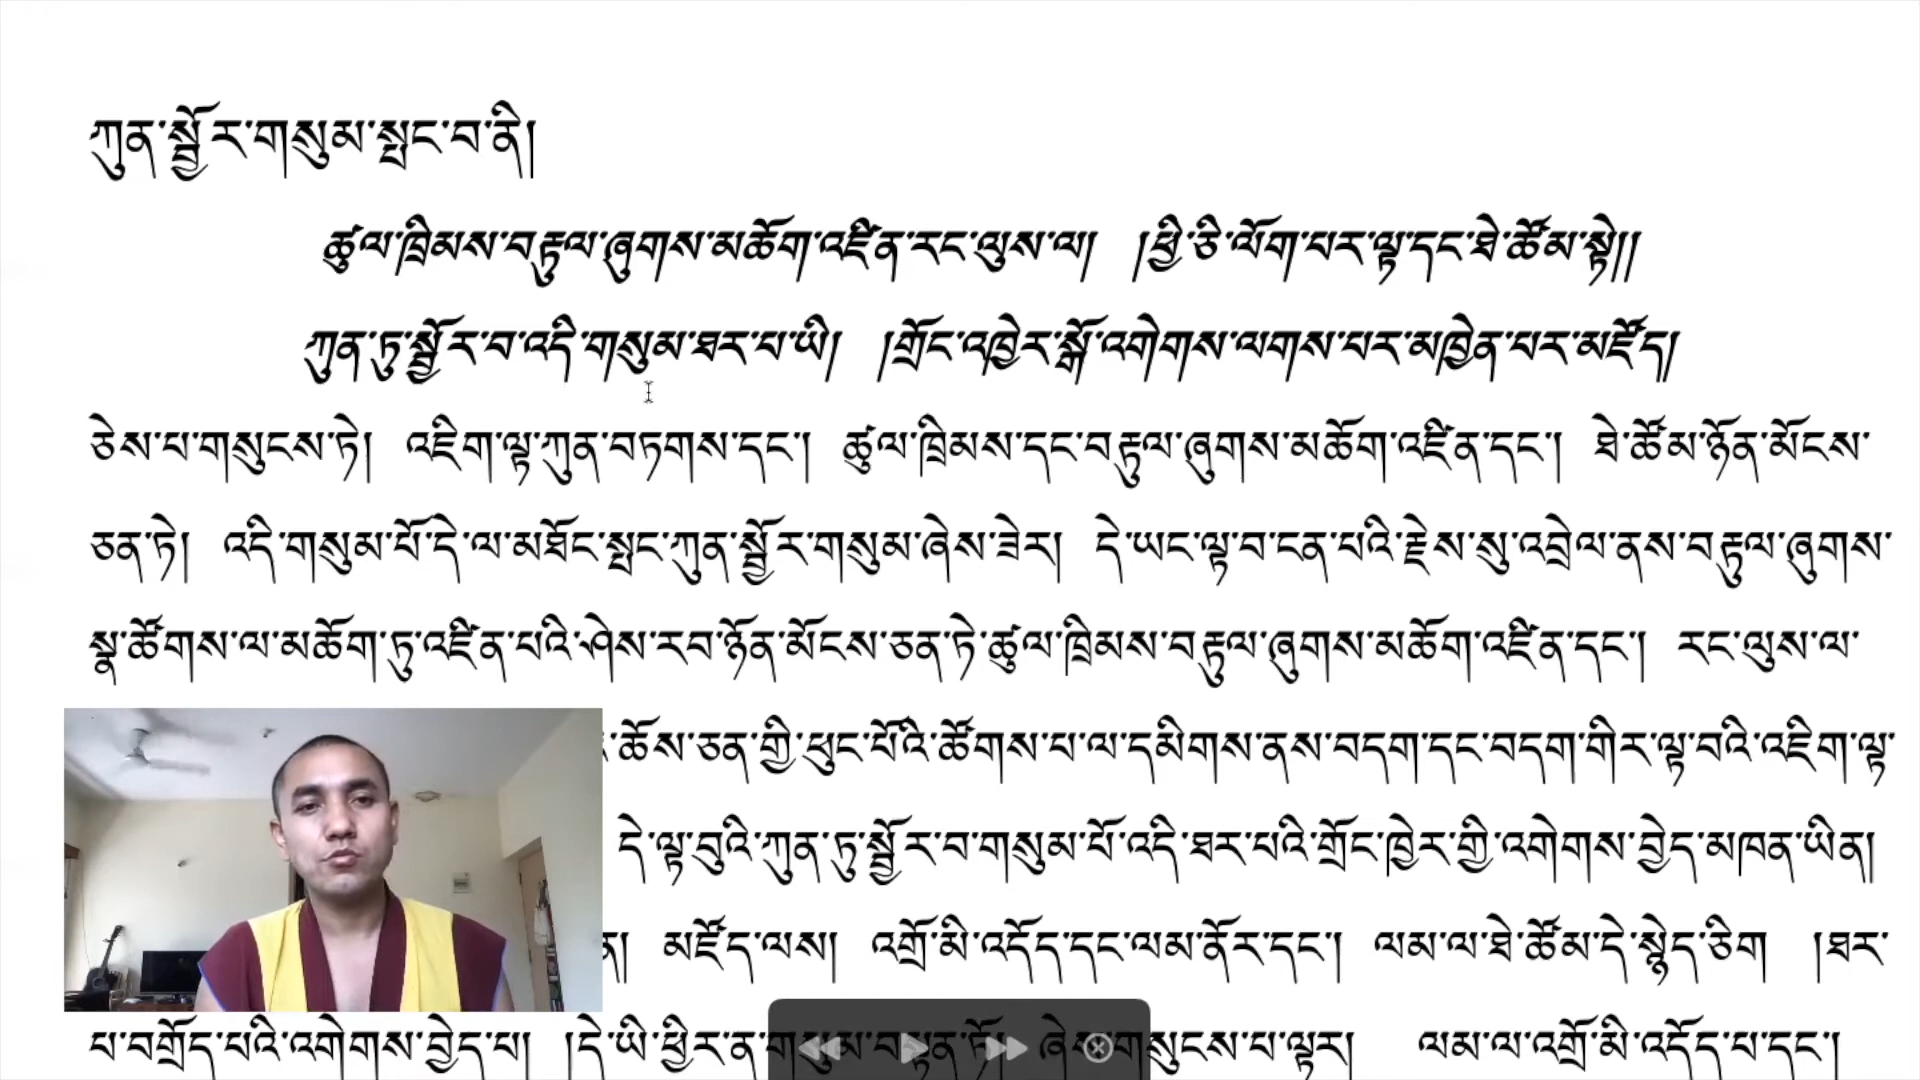 ཀུན་སྦྱོར་གསུམ་སྤང་བ་ནི།
ཚུལ་ཁྲིམས་བརྟུལ་ཞུགས་མཆོག་འཛིན་རང་ལུས་ལ། །ཕྱི་ཅི་ལོག་པར་ལྟ་དང་ཐེ་ཚོམ་སྟེ།།
ཀུན་ཏུ་སྦྱོར་བ་འདི་གསུམ་ཐར་པ་ཡི། །གྲོང་འཁྱེར་སྒོ་འགེགས་ལགས་པར་མཁྱེན་པར་མཛོད།
ཅེས་པ་གསུངས་ཏེ། འཇིག་ལྟ་ཀུན་བཏགས་དང་། ཚུལ་ཁྲིམས་དང་བརྟུལ་ཞུགས་མཆོག་འཛིན་དང་། ཐེ་ཚོམ་ཉོན་མོངས་
ཅན་ཏེ། འདི་གསུམ་པོ་དེ་ལ་མཐོང་སྤང་ཀུན་སྦྱོར་གསུམ་ཞེས་ཟེར། དེ་ཡང་ལྟ་བ་ངན་པའི་རྗེས་སུ་འབྲེལ་ནས་བརྟུལ་ཞུགས་
སྣ་ཚོགས་ལ་མཆོག་ཏུ་འཛིན་པའི་ཤེས་རབ་ཉོན་མོངས་ཅན་ཏེ་ཚུལ་ཁྲིམས་བརྟུལ་ཞུགས་མཆོག་འཛིན་དང་། རང་ལུས་ལ་
ཆོས་ཅན་གྱི་ཕུང་པོའི་ཚོགས་པ་ལ་དམིགས་ནས་བདག་དང་བདག་གིར་ལྟ་བའི་འཇིག་ལྟ་
དེ་ལྟ་བུའི་ཀུན་ཏུ་སྦྱོར་བ་གསུམ་པོ་འདི་ཐར་པའི་གྲོང་ཁྱེར་གྱི་འགེགས་བྱེད་མཁན་ཡིན།
མཛོད་ལས། འགྲོ་མི་འདོད་དང་ལམ་ནོར་དང་། ལམ་ལ་ཐེ་ཚོམ་དེ་སྙེད་ཅིག །ཐར་
པ་བགྲོད་པའི་འགེགས་བྱེད་པ། །དེ་ཡི་ཕྱིར་ན་གསུམ་བསྟན་ཏོ། ཞེས་གསུངས་པ་ལྟར། ལམ་ལ་འགྲོ་མི་འདོད་པ་དང་།